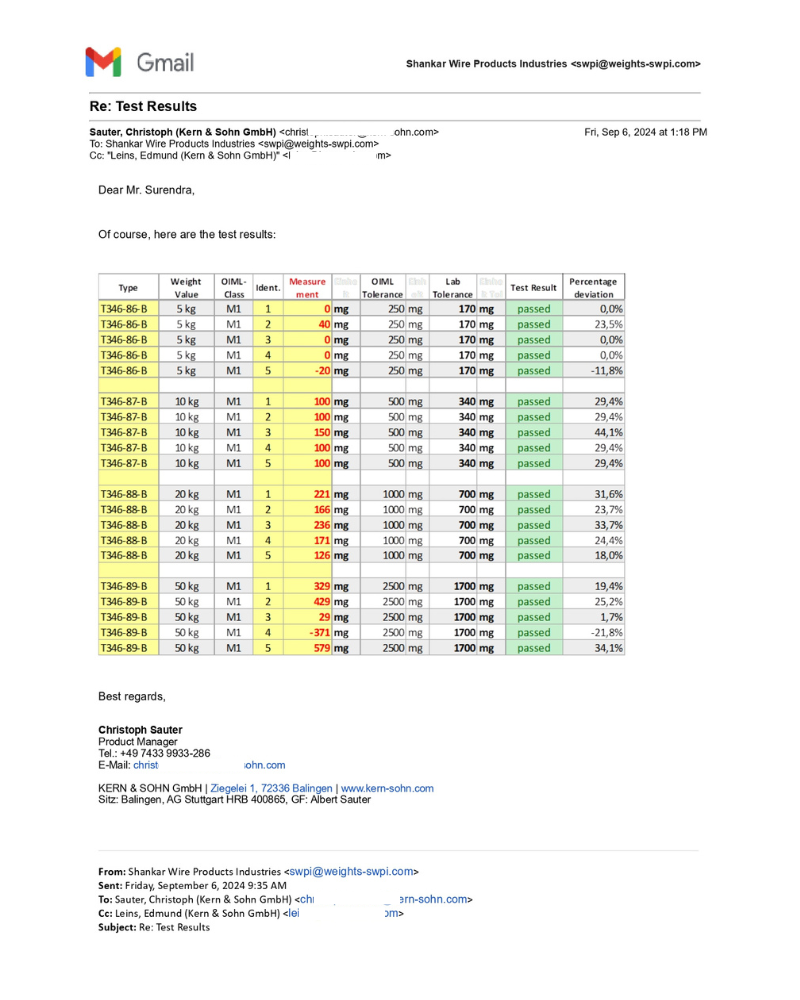 Gmail
Shankar Wire Products Industries <swpi@weights-swpi.com>
Re: Test Results
Sauter, Christoph (Kern & Sohn GmbH) <christ ohn.com>
Fri, Sep 6, 2024 at 1:18 PM
To: Shankar Wire Products Industries <swpi@weights-swpi.com>
Cc: "Leins, Edmund (Kern & Sohn GmbH)" < m>
Dear Mr. Surendra,
Of course, here are the test results:
Type Weight Value OIML-Class Ident. Measurement OIML Tolerance Lab Tolerance Test Result Percentage deviation
T346-86-B 5 kg M1 1 0 mg 250 mg 170 mg passed 0,0%
T346-86-B 5 kg M1 2 40 mg 250 mg 170 mg passed 23,5%
T346-86-B 5 kg M1 3 0 mg 250 mg 170 mg passed 0,0%
T346-86-B 5 kg M1 4 0 mg 250 mg 170 mg passed 0,0%
T346-86-B 5 kg M1 5 -20 mg 250 mg 170 mg passed -11,8%
T346-87-B 10 kg M1 1 100 mg 500 mg 340 mg passed 29,4%
T346-87-B 10 kg M1 2 100 mg 500 mg 340 mg passed 29,4%
T346-87-B 10 kg M1 3 150 mg 500 mg 340 mg passed 44,1%
T346-87-B 10 kg M1 4 100 mg 500 mg 340 mg passed 29,4%
T346-87-B 10 kg M1 5 100 mg 500 mg 340 mg passed 29,4%
T346-88-B 20 kg M1 1 221 mg 1000 mg 700 mg passed 31,6%
T346-88-B 20 kg M1 2 166 mg 1000 mg 700 mg passed 23,7%
T346-88-B 20 kg M1 3 236 mg 1000 mg 700 mg passed 33,7%
T346-88-B 20 kg M1 4 171 mg 1000 mg 700 mg passed 24,4%
T346-88-B 20 kg M1 5 126 mg 1000 mg 700 mg passed 18,0%
T346-89-B 50 kg M1 1 329 mg 2500 mg 1700 mg passed 19,4%
T346-89-B 50 kg M1 2 429 mg 2500 mg 1700 mg passed 25,2%
T346-89-B 50 kg M1 3 29 mg 2500 mg 1700 mg passed 1,7%
T346-89-B 50 kg M1 4 -371 mg 2500 mg 1700 mg passed -21,8%
T346-89-B 50 kg M1 5 579 mg 2500 mg 1700 mg passed 34,1%
Best regards,
Christoph Sauter
Product Manager
Tel.: +49 7433 9933-286
E-Mail: christ ohn.com
KERN & SOHN GmbH | Ziegelei 1, 72336 Balingen | www.kern-sohn.com
Sitz: Balingen, AG Stuttgart HRB 400865, GF: Albert Sauter
From: Shankar Wire Products Industries <swpi@weights-swpi.com>
Sent: Friday, September 6, 2024 9:35 AM
To: Sauter, Christoph (Kern & Sohn GmbH) <ch ern-sohn.com>
Cc: Leins, Edmund (Kern & Sohn GmbH) <lei om>
Subject: Re: Test Results